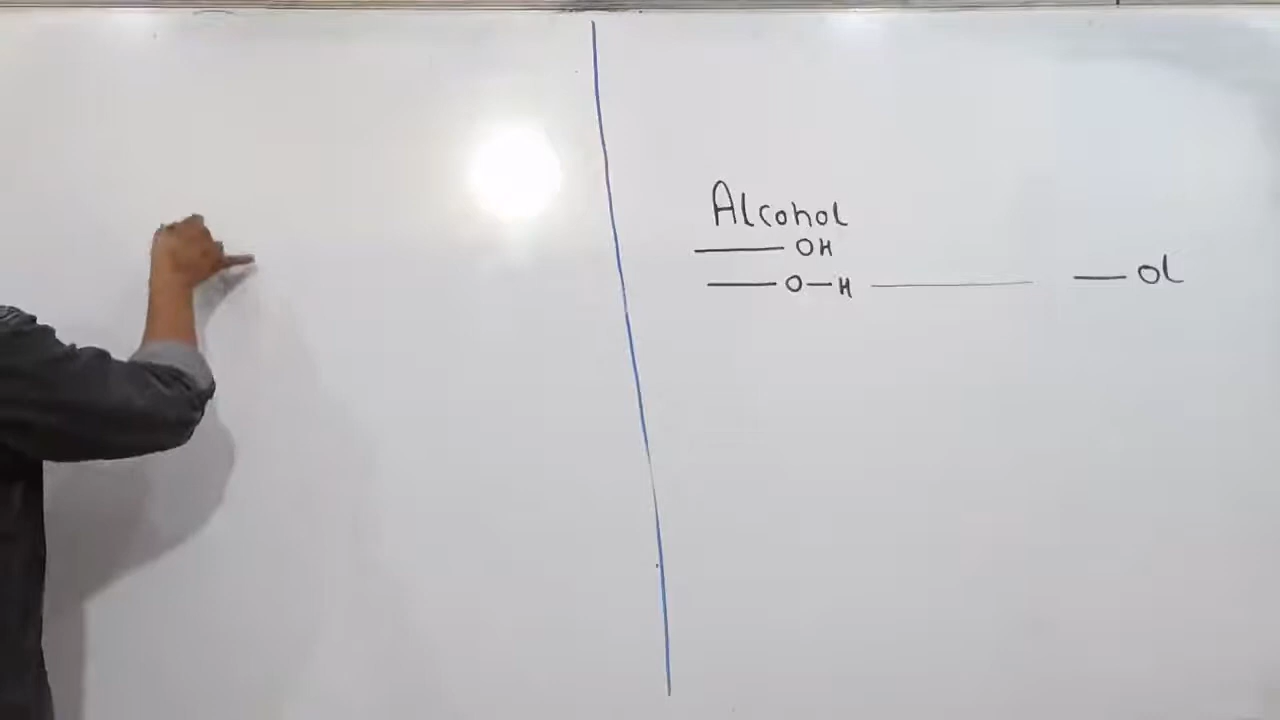 Alcohol
— OH
— O—H — — ol